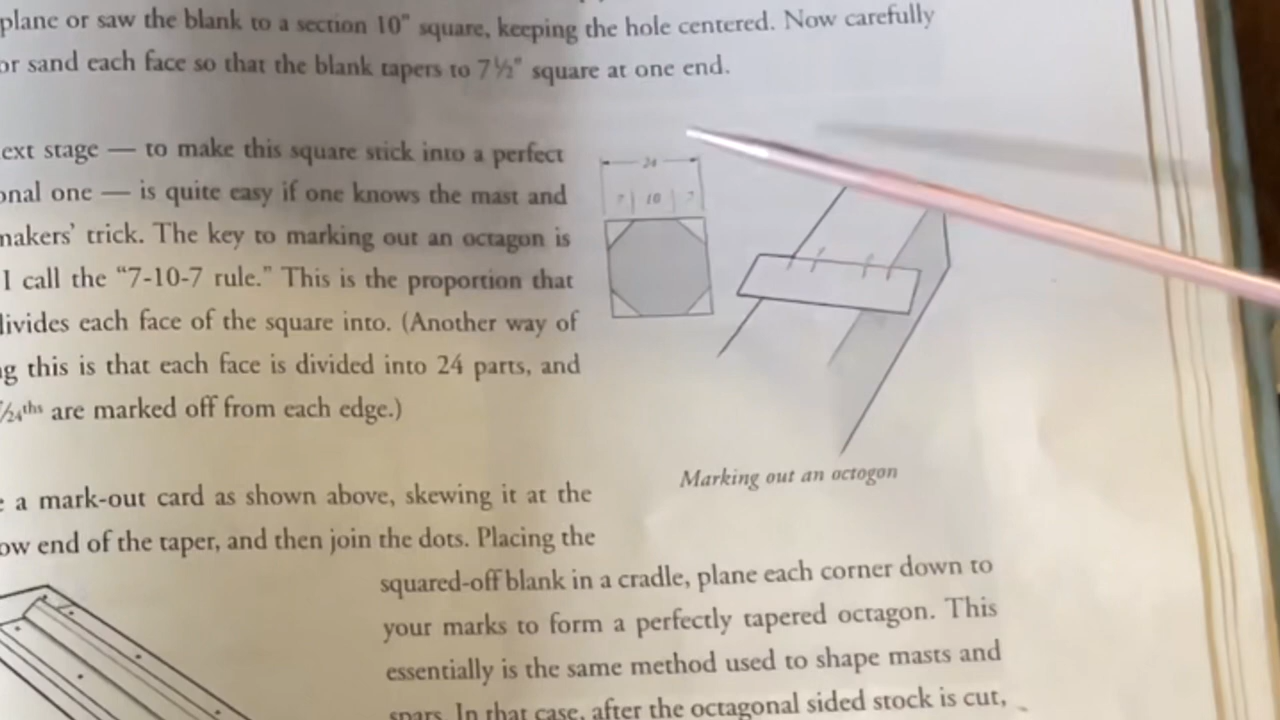 plane or saw the blank to a section 10" square, keeping the hole centered. Now carefully
or sand each face so that the blank tapers to 7½" square at one end.
ext stage — to make this square stick into a perfect
onal one — is quite easy if one knows the mast and
makers' trick. The key to marking out an octagon is
I call the "7-10-7 rule." This is the proportion that
divides each face of the square into. (Another way of
g this is that each face is divided into 24 parts, and
/24ths are marked off from each edge.)
24
7 10 7
Marking out an octogon
e a mark-out card as shown above, skewing it at the
ow end of the taper, and then join the dots. Placing the
squared-off blank in a cradle, plane each corner down to
your marks to form a perfectly tapered octagon. This
essentially is the same method used to shape masts and
spars. In that case, after the octagonal sided stock is cut,